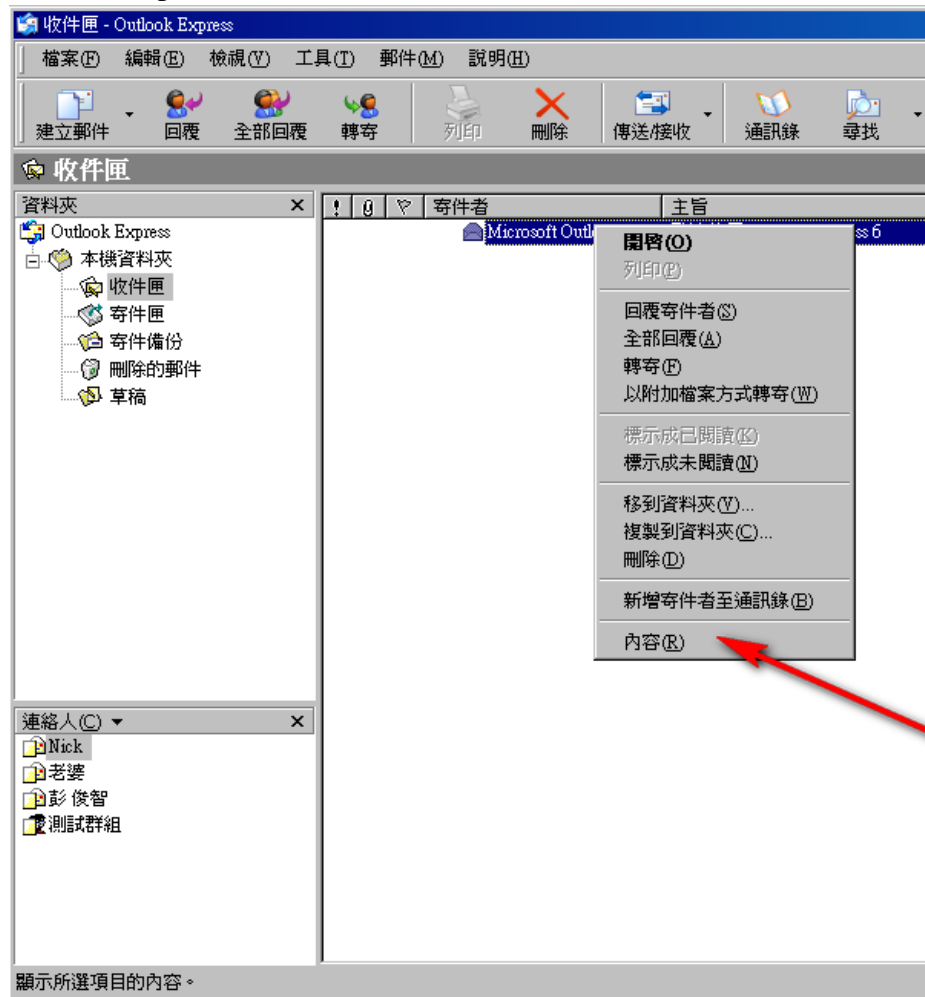 收件匣 - Outlook Express
檔案(F) 編輯(E) 檢視(V) 工具(T) 郵件(M) 說明(H)
建立郵件 回覆 全部回覆 轉寄 列印 刪除 傳送/接收 通訊錄 尋找
收件匣
資料夾
! 寄件者 主旨
Outlook Express
本機資料夾
收件匣
寄件匣
寄件備份
刪除的郵件
草稿
Microsoft Outl
ss 6
開啓(O)
列印(P)
回覆寄件者(S)
全部回覆(A)
轉寄(F)
以附加檔案方式轉寄(W)
標示成已閱讀(K)
標示成未閱讀(N)
移到資料夾(V)...
複製到資料夾(C)...
刪除(D)
新增寄件者至通訊錄(B)
內容(R)
連絡人(C)
Nick
老婆
彭 俊智
測試群組
顯示所選項目的內容。